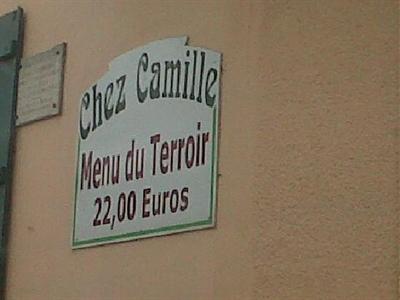 Chez Camille
Menu du Terroir
22,00 Euros